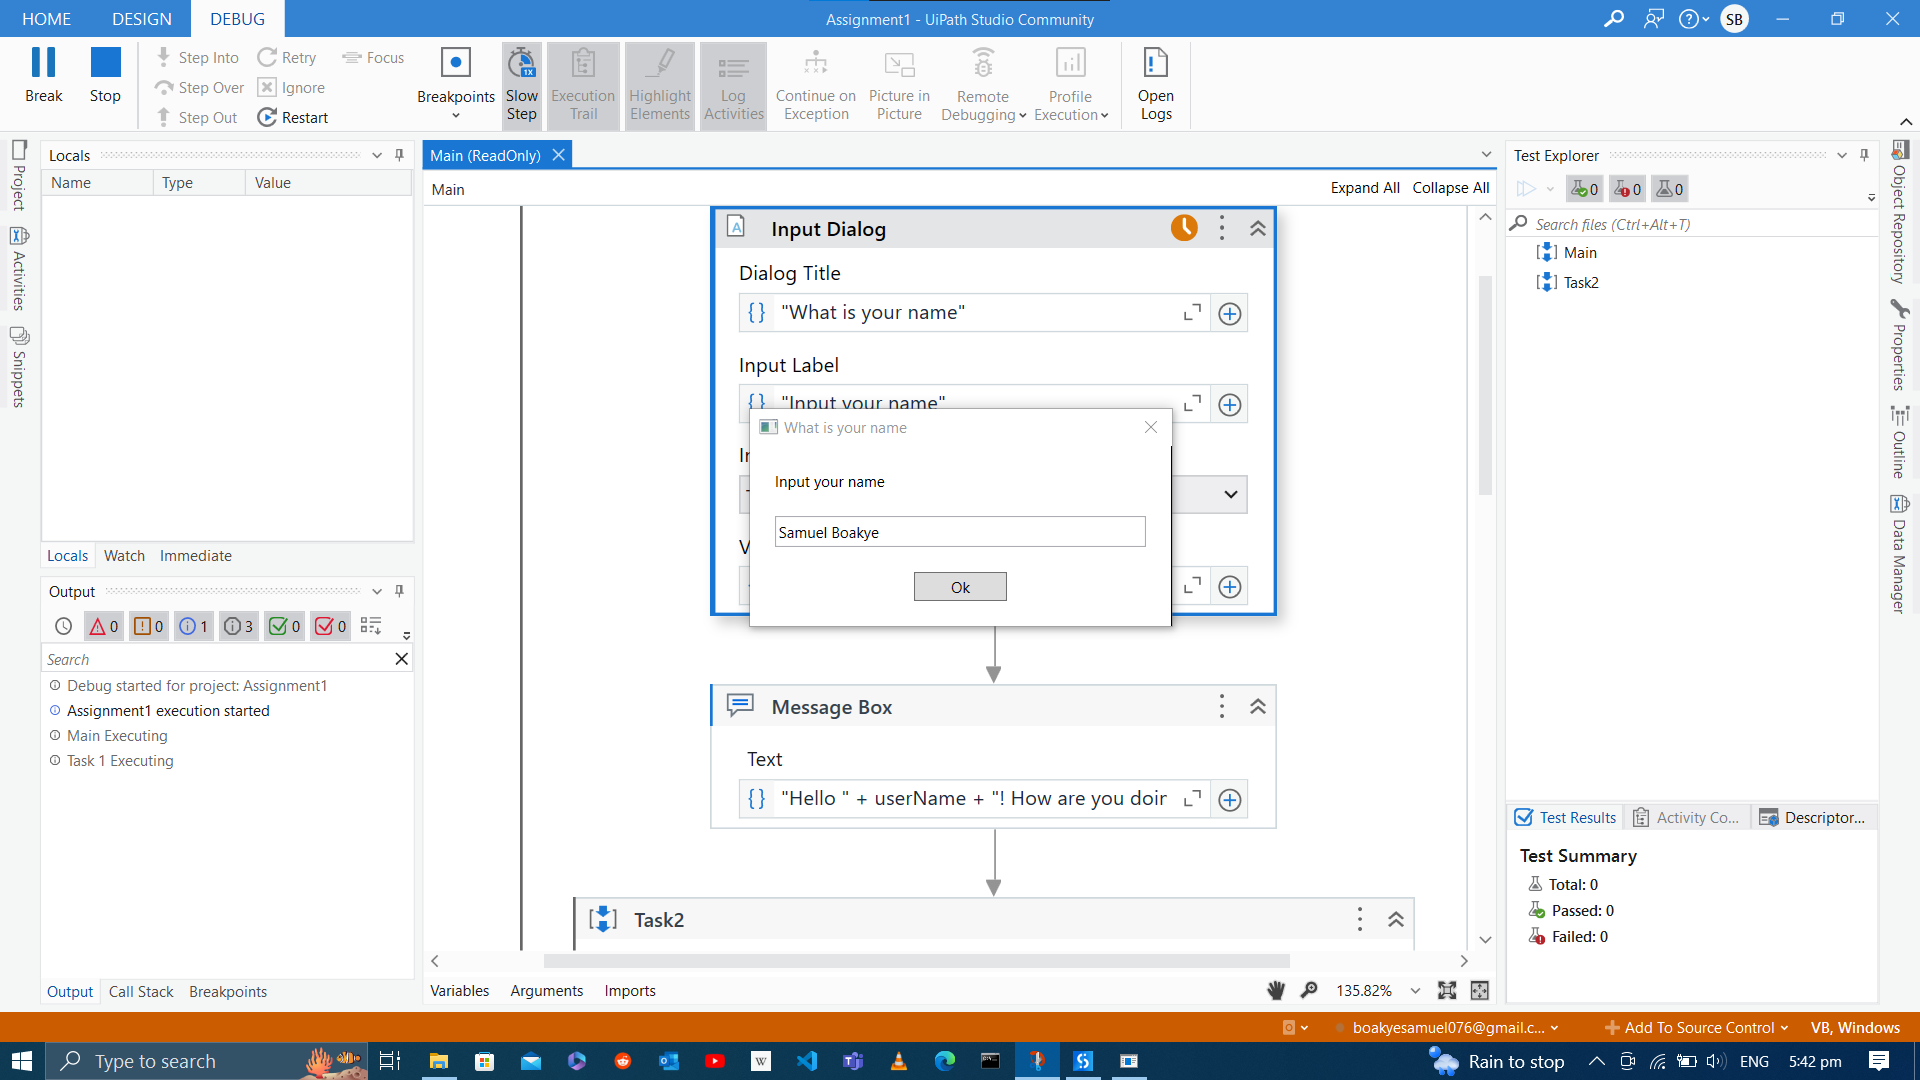 HOME DESIGN DEBUG
Assignment1 - UiPath Studio Community
SB
Break
Stop
Step Into
Step Over
Step Out
Retry
Ignore
Restart
Focus
Breakpoints
Slow
Step
1X
Execution
Trail
Highlight
Elements
Log
Activities
Continue on
Exception
Picture in
Picture
Remote
Debugging
Profile
Execution
Open
Logs
Project
Activities
Snippets
Locals
Name Type Value
Locals Watch Immediate
Output
0 0 1 3 0 0
Search
Debug started for project: Assignment1
Assignment1 execution started
Main Executing
Task 1 Executing
Output Call Stack Breakpoints
Main (ReadOnly)
Main
Expand All Collapse All
Input Dialog
Dialog Title
"What is your name"
Input Label
"Input your name"
What is your name
Input your name
Samuel Boakye
Ok
Message Box
Text
"Hello " + userName + "! How are you doin
Task2
Variables Arguments Imports
135.82%
Test Explorer
0 0 0
Search files (Ctrl+Alt+T)
Main
Task2
Test Results Activity Co... Descriptor...
Test Summary
Total: 0
Passed: 0
Failed: 0
Object Repository
Properties
Outline
Data Manager
boakyesamuel076@gmail.c...
Add To Source Control
VB, Windows
Type to search
Rain to stop
ENG
5:42 pm